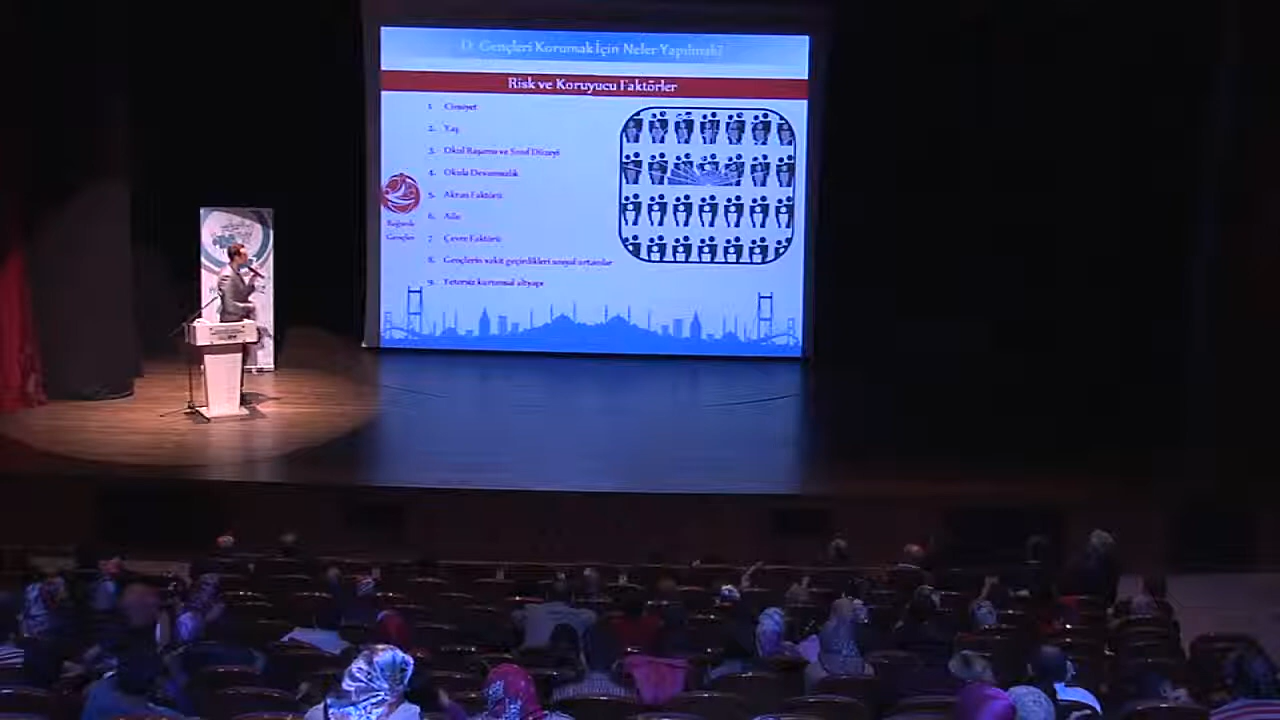 D. Gençleri Korumak İçin Neler Yapılmalı?
Risk ve Koruyucu Faktörler
1. Cinsiyet
2. Yaş
3. Okul Başarısı ve Sınıf Düzeyi
4. Okula Devamsızlık
5. Akran Faktörü
6. Aile
7. Çevre Faktörü
8. Gençlerin vakit geçirdikleri sosyal ortamlar
9. Yetersiz kurumsal altyapı
Bağımlı
Gençler